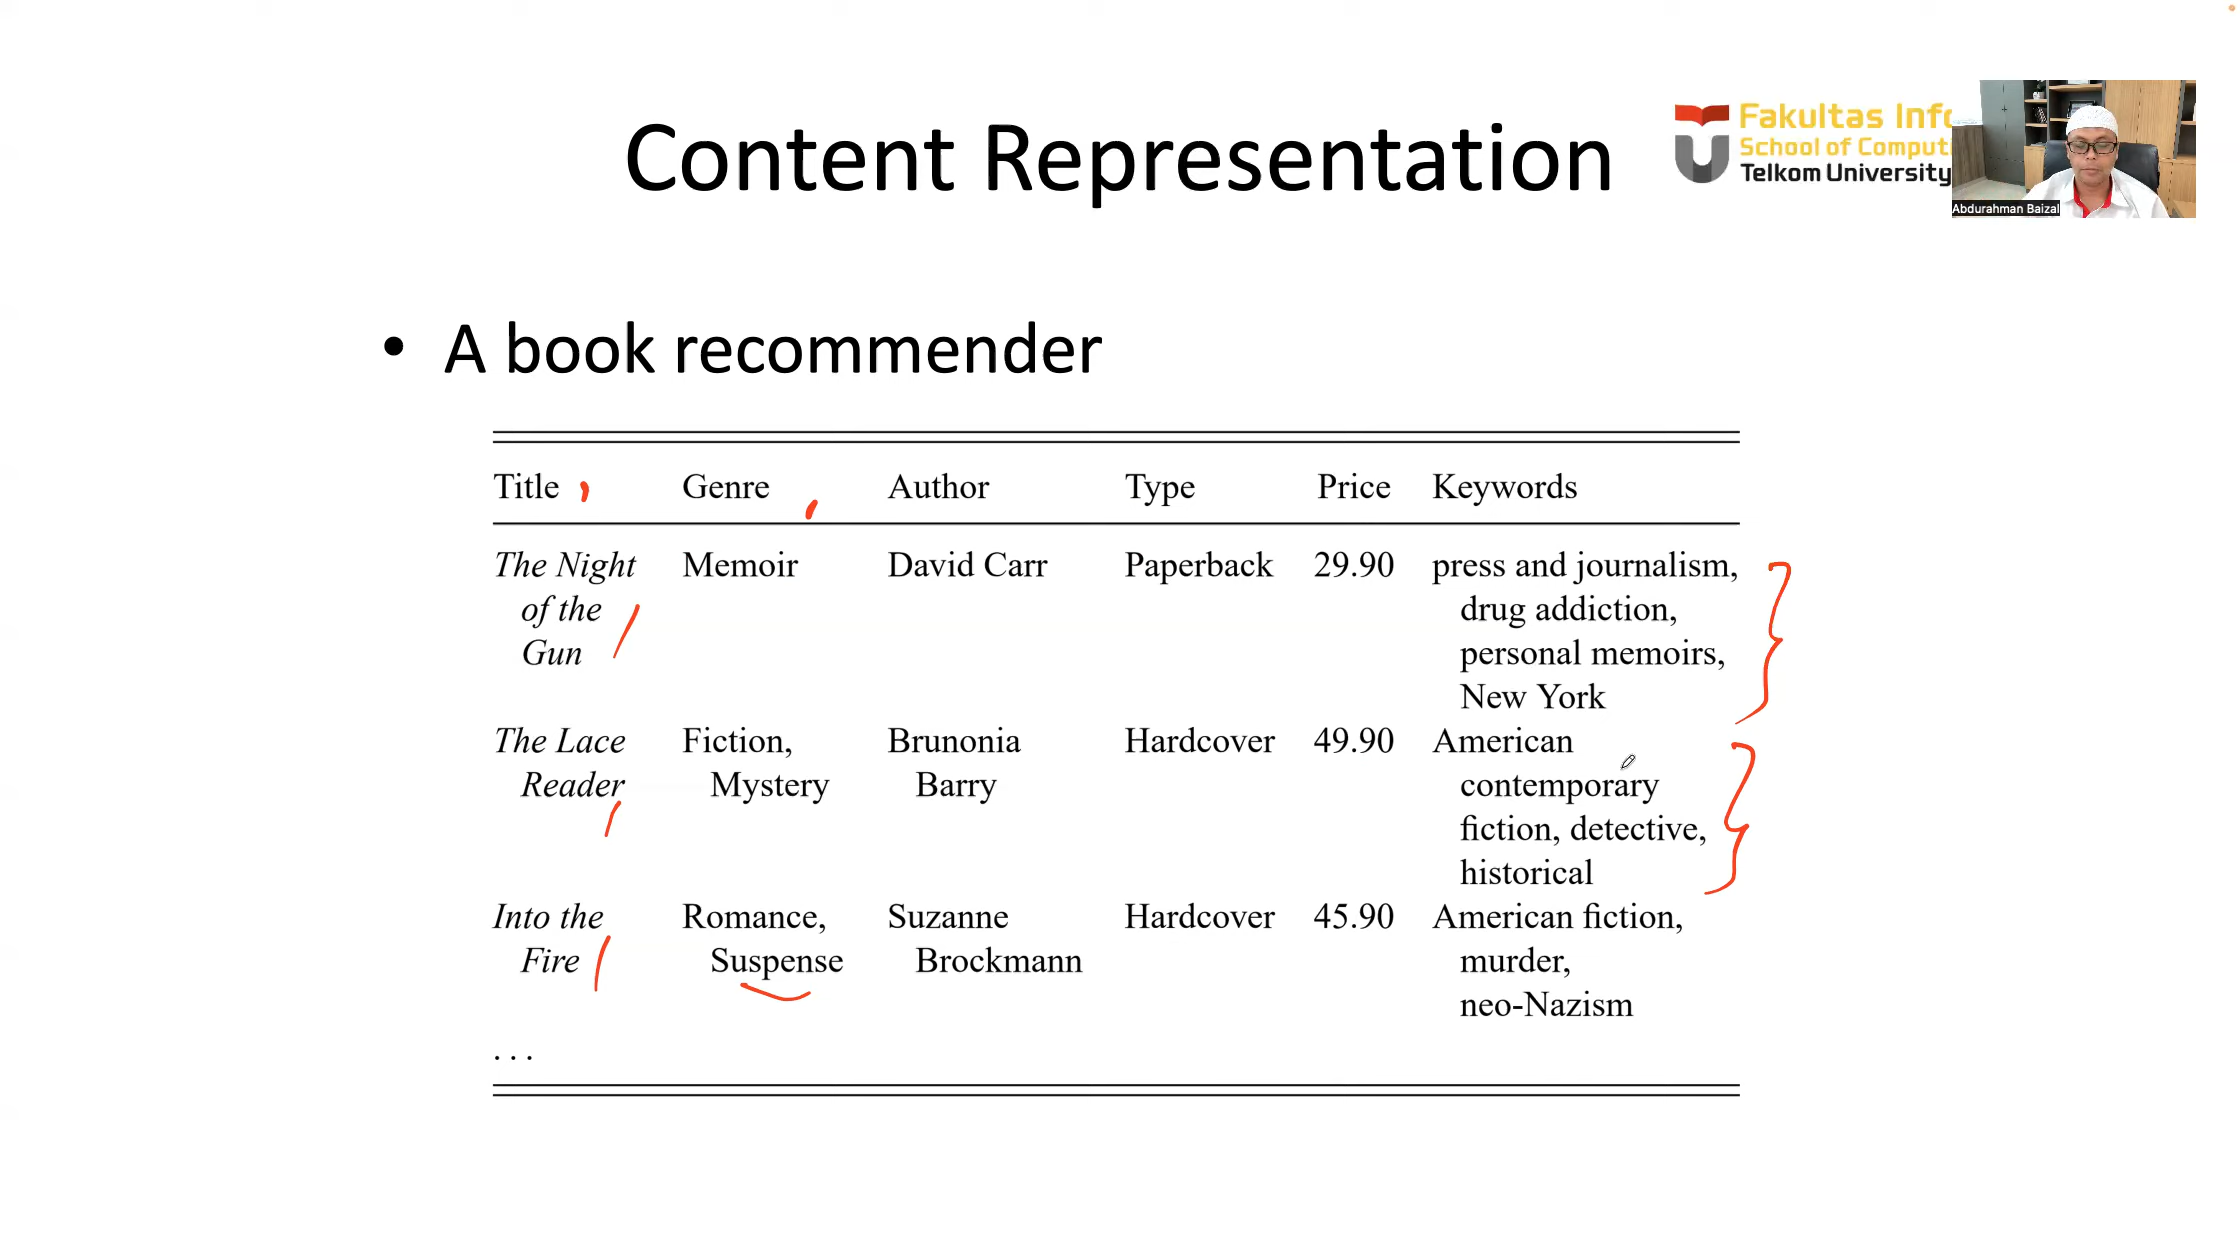 Content Representation
Fakultas Info
School of Computi
Telkom University
Abdurahman Baizal
• A book recommender
Title Genre Author Type Price Keywords
The Night Memoir David Carr Paperback 29.90 press and journalism,
of the drug addiction,
Gun personal memoirs,
New York
The Lace Fiction, Brunonia Hardcover 49.90 American
Reader Mystery Barry contemporary
fiction, detective,
historical
Into the Romance, Suzanne Hardcover 45.90 American fiction,
Fire Suspense Brockmann murder,
neo-Nazism
...